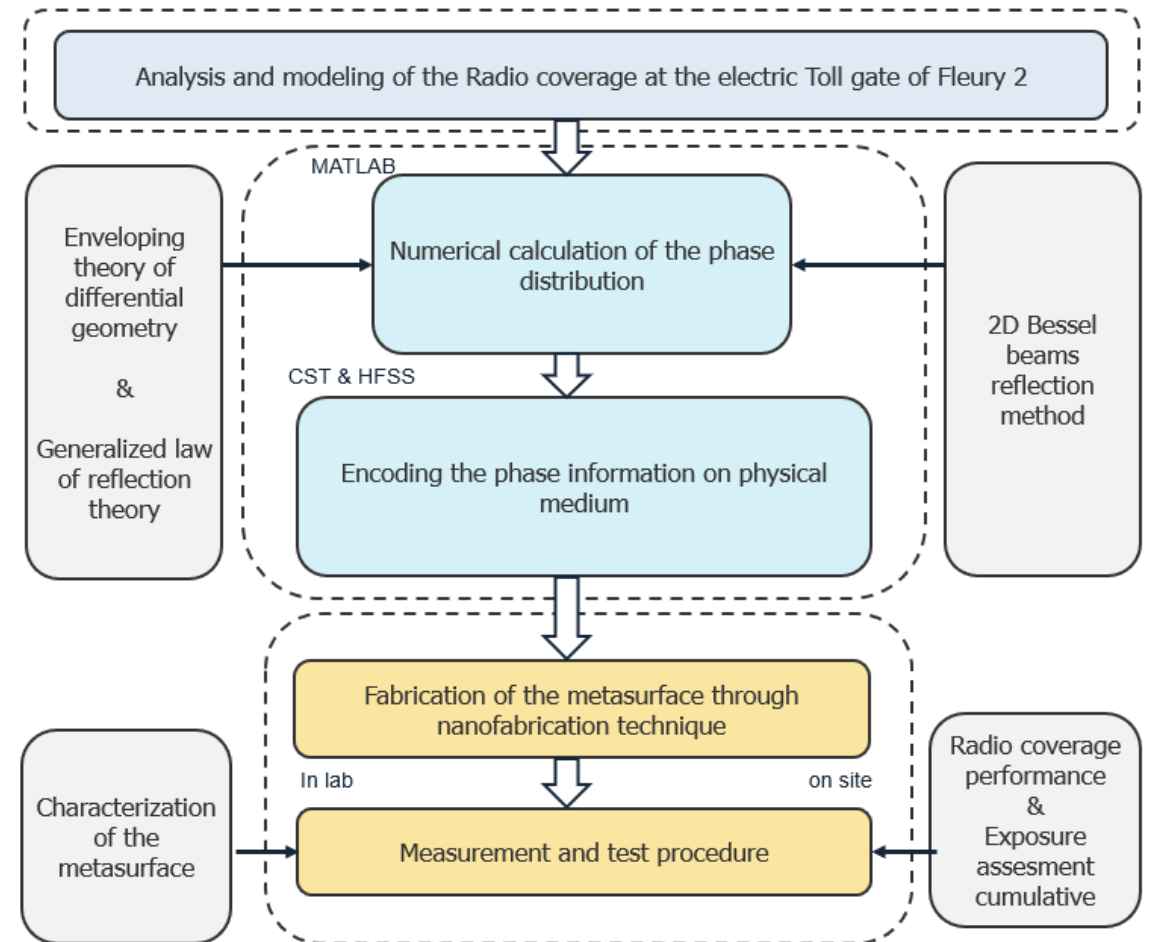 Analysis and modeling of the Radio coverage at the electric Toll gate of Fleury 2
MATLAB
Enveloping
theory of
differential
geometry
&
Generalized law
of reflection
theory
Numerical calculation of the phase
distribution
2D Bessel
beams
reflection
method
CST & HFSS
Encoding the phase information on physical
medium
Fabrication of the metasurface through
nanofabrication technique
In lab
on site
Characterization
of the
metasurface
Measurement and test procedure
Radio coverage
performance
&
Exposure
assesment
cumulative